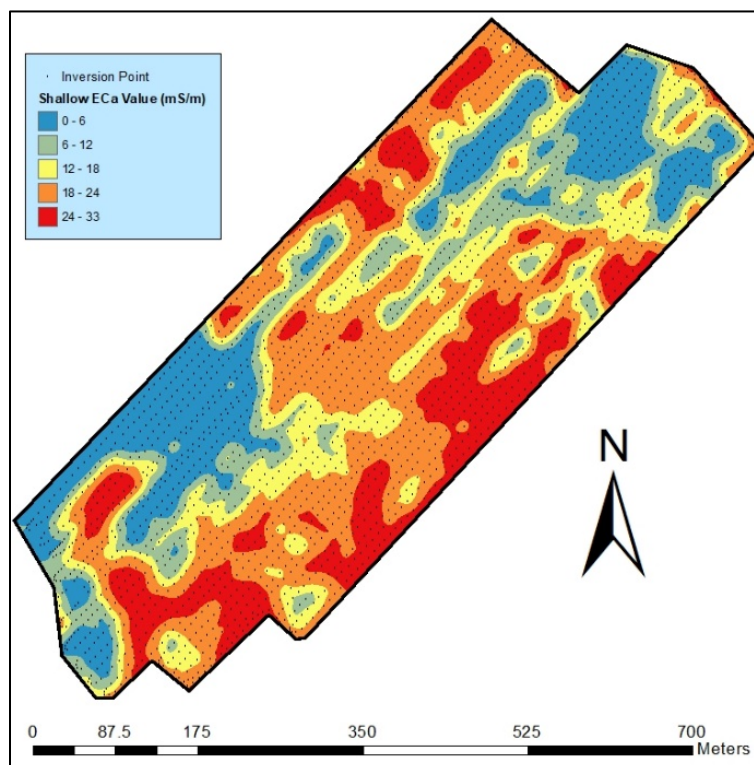 Inversion Point
Shallow ECa Value (mS/m)
0 - 6
6 - 12
12 - 18
18 - 24
24 - 33
N
0 87.5 175 350 525 700
Meters